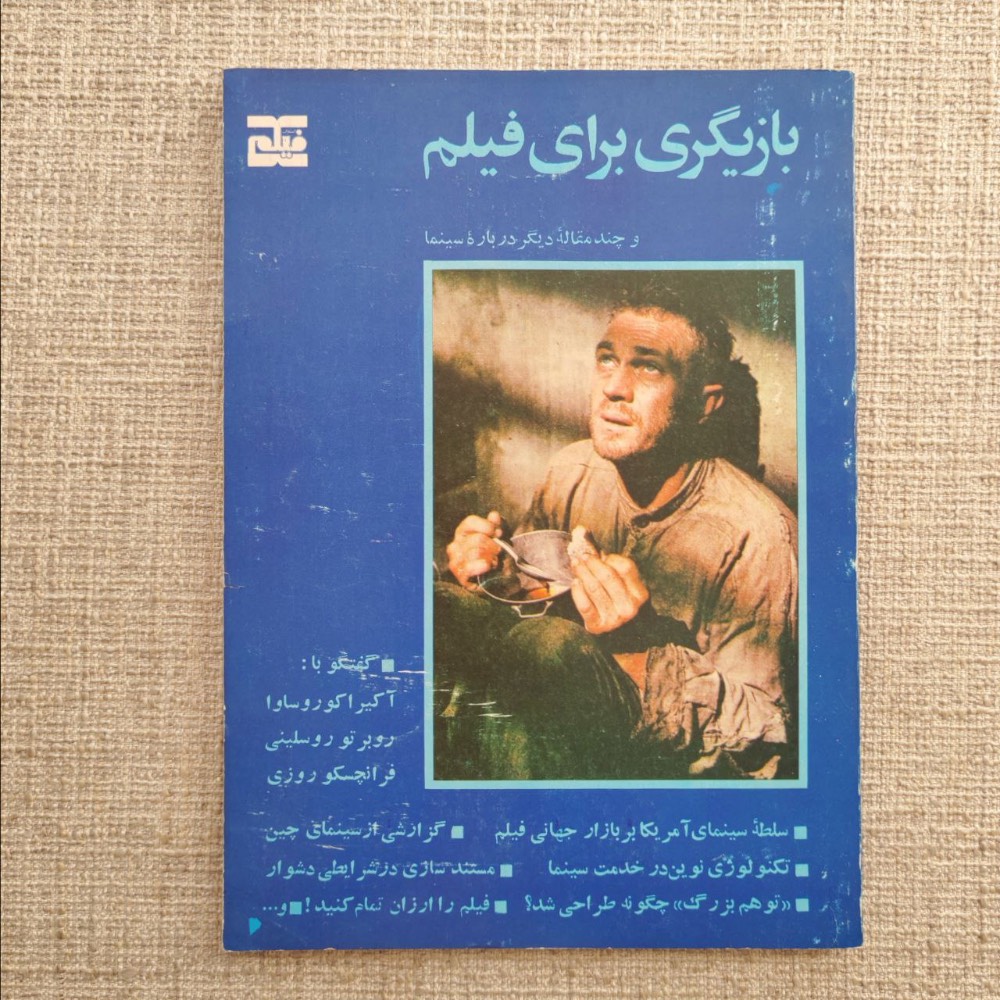 بازیگری برای فیلم
فیلم
و چند مقالهٔ دیگر دربارهٔ سینما
■ گفتگو با :
آکیرا کوروساوا
روبرتو روسلینی
فرانچسکو روزی
■ سلطهٔ سینمای آمریکا بر بازار جهانی فیلم ■ گزارشی از سینمای چین
■ تکنولوژی نوین در خدمت سینما ■ مستندسازی در شرایطی دشوار
■ «توهم بزرگ» چگونه طراحی شد؟ ■ فیلم را ارزان تمام کنید! ■ و...